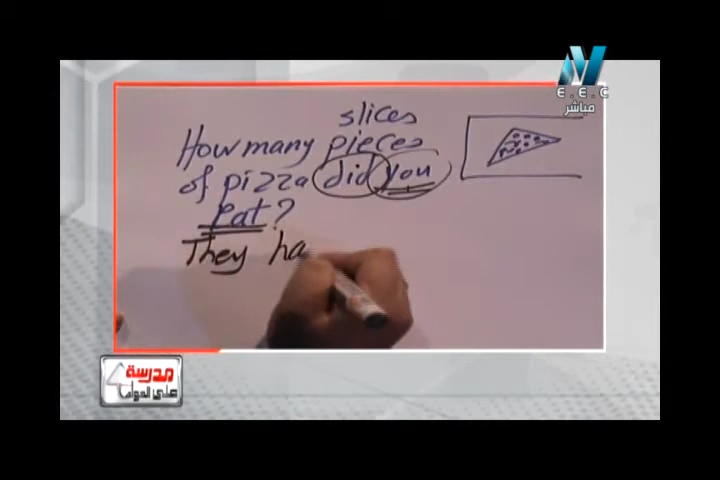 E.E.C
مباشر
slices
How many pieces
of pizza did you
eat?
They ha
مدرسة
على الهواء